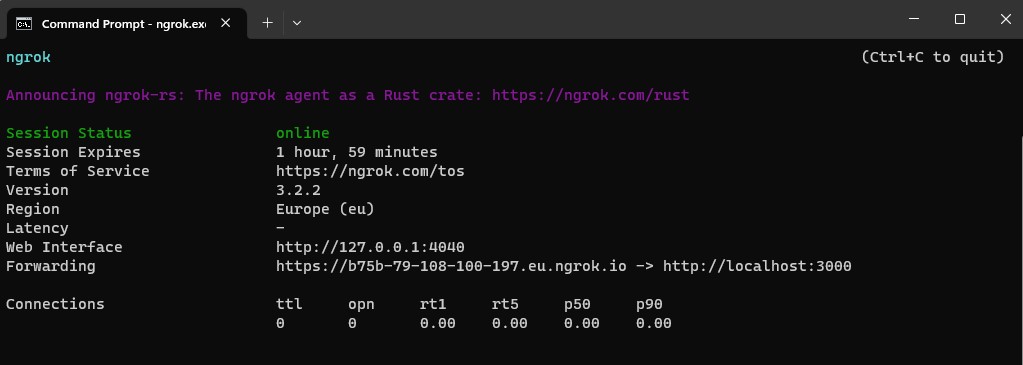 Command Prompt - ngrok.exe
ngrok (Ctrl+C to quit)
Announcing ngrok-rs: The ngrok agent as a Rust crate: https://ngrok.com/rust
Session Status online
Session Expires 1 hour, 59 minutes
Terms of Service https://ngrok.com/tos
Version 3.2.2
Region Europe (eu)
Latency -
Web Interface http://127.0.0.1:4040
Forwarding https://b75b-79-108-100-197.eu.ngrok.io -> http://localhost:3000
Connections ttl opn rt1 rt5 p50 p90
0 0 0.00 0.00 0.00 0.00